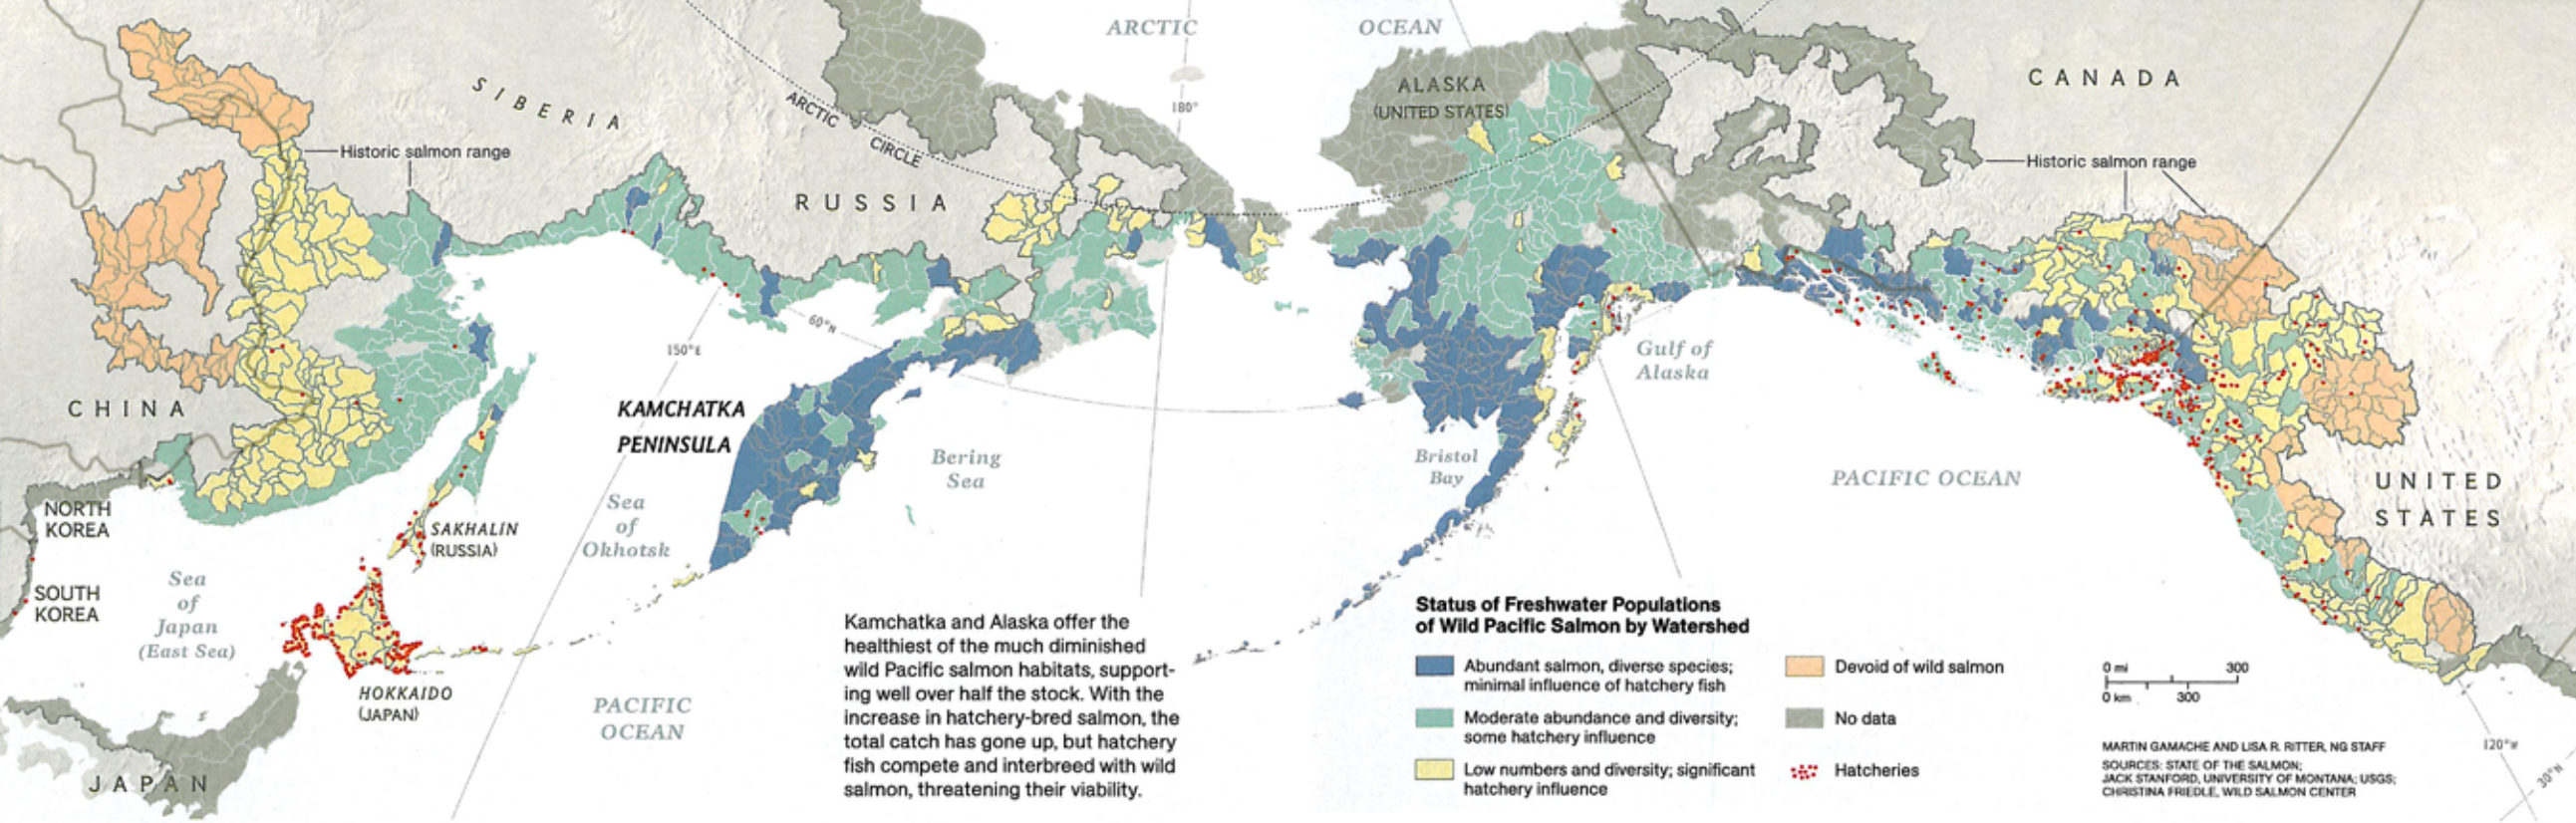 ARCTIC
OCEAN
CANADA
SIBERIA
ALASKA
(UNITED STATES)
ARCTIC
CIRCLE
180°
Historic salmon range
Historic salmon range
RUSSIA
60°N
150°E
Gulf of
Alaska
CHINA
KAMCHATKA
PENINSULA
Bering
Sea
Bristol
Bay
PACIFIC OCEAN
UNITED
STATES
NORTH
KOREA
Sea
of
Okhotsk
SAKHALIN
(RUSSIA)
SOUTH
KOREA
Sea
of
Japan
(East Sea)
HOKKAIDO
(JAPAN)
PACIFIC
OCEAN
JAPAN
Kamchatka and Alaska offer the
healthiest of the much diminished
wild Pacific salmon habitats, support-
ing well over half the stock. With the
increase in hatchery-bred salmon, the
total catch has gone up, but hatchery
fish compete and interbreed with wild
salmon, threatening their viability.
Status of Freshwater Populations
of Wild Pacific Salmon by Watershed
Abundant salmon, diverse species;
minimal influence of hatchery fish
Moderate abundance and diversity;
some hatchery influence
Low numbers and diversity; significant
hatchery influence
Devoid of wild salmon
No data
Hatcheries
0 mi 300
0 km 300
MARTIN GAMACHE AND LISA R. RITTER, NG STAFF
SOURCES: STATE OF THE SALMON;
JACK STANFORD, UNIVERSITY OF MONTANA; USGS;
CHRISTINA FRIEDLE, WILD SALMON CENTER
120°W
30°N